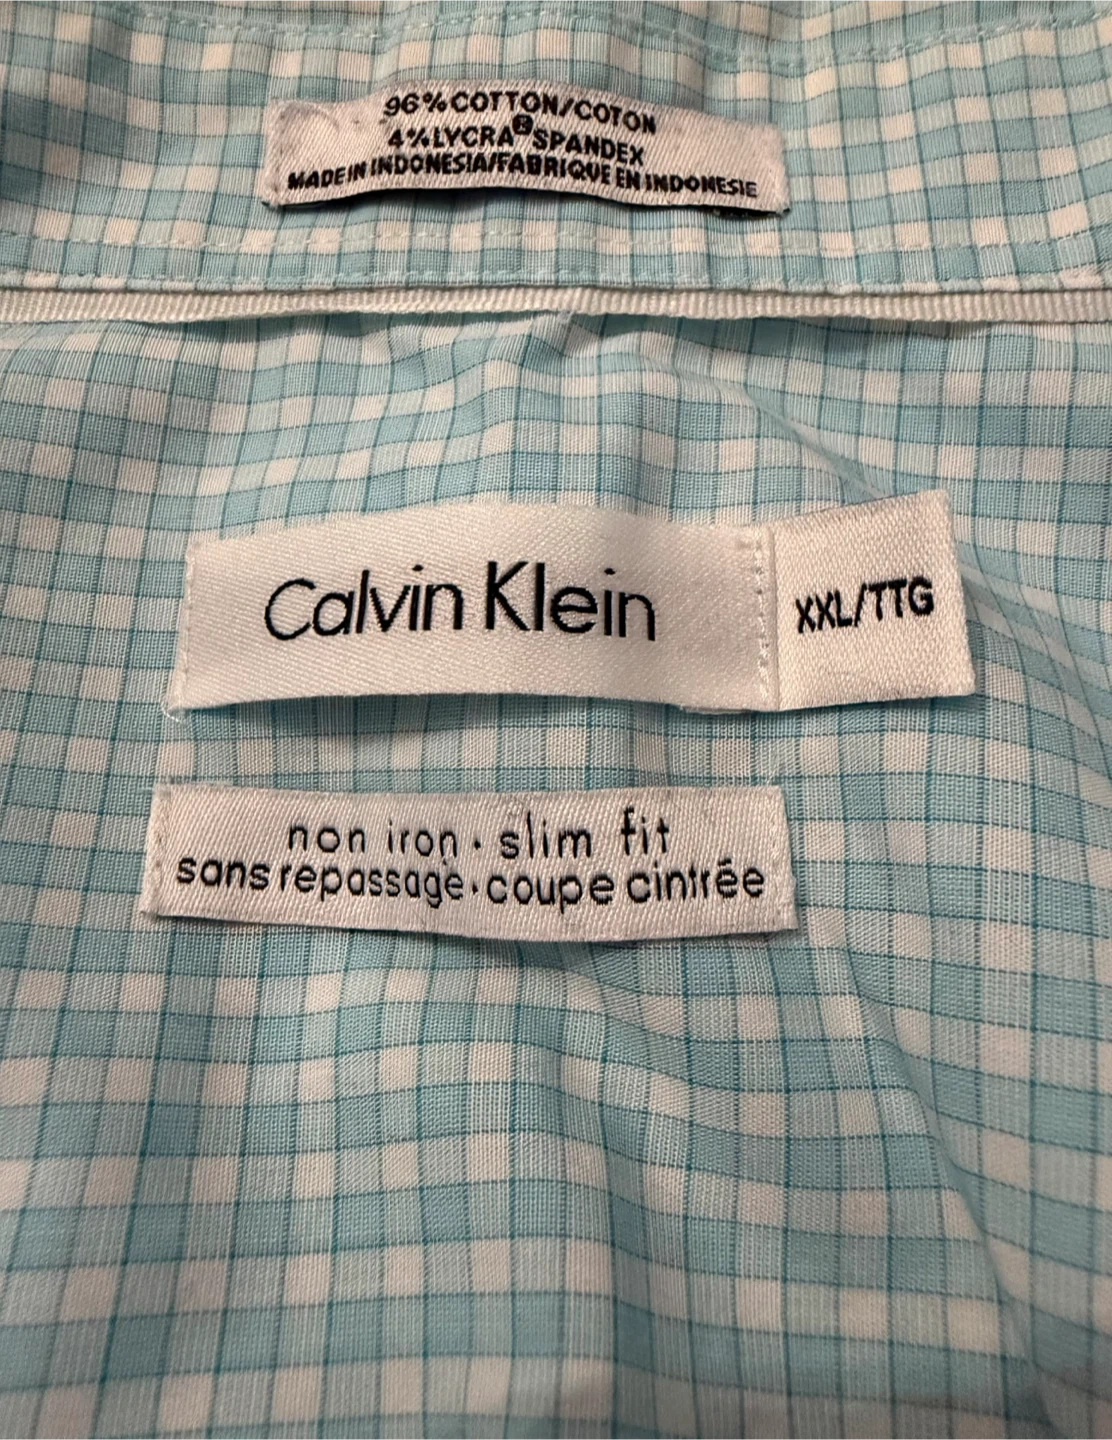 96% COTTON/COTON
4% LYCRA® SPANDEX
MADE IN INDONESIA/FABRIQUE EN INDONESIE
Calvin Klein
XXL/TTG
non iron · slim fit
sans repassage · coupe cintrée